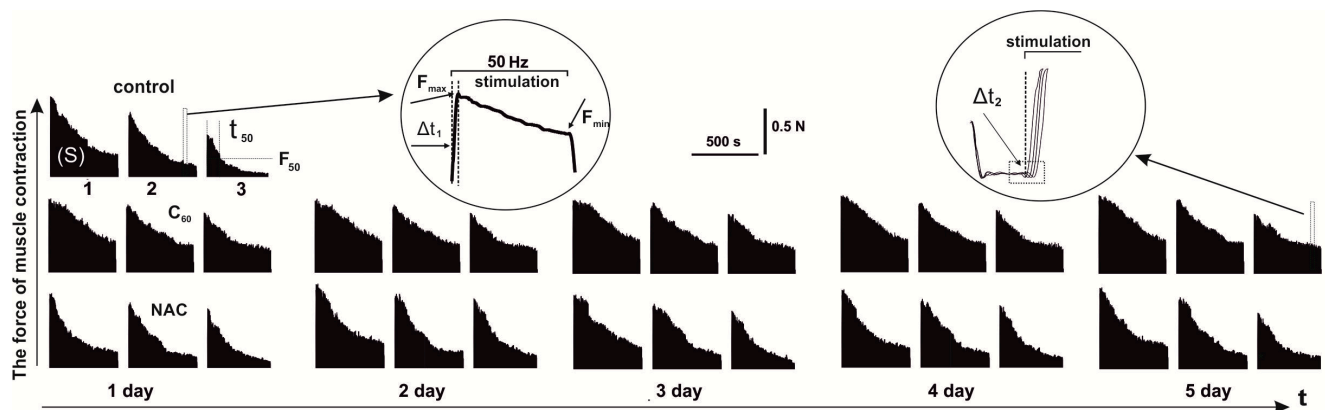 The force of muscle contraction
control
(S)
t50
F50
1
2
3
50 Hz
stimulation
Fmax
Δt1
Fmin
500 s
0.5 N
stimulation
Δt2
C60
NAC
1 day
2 day
3 day
4 day
5 day
t